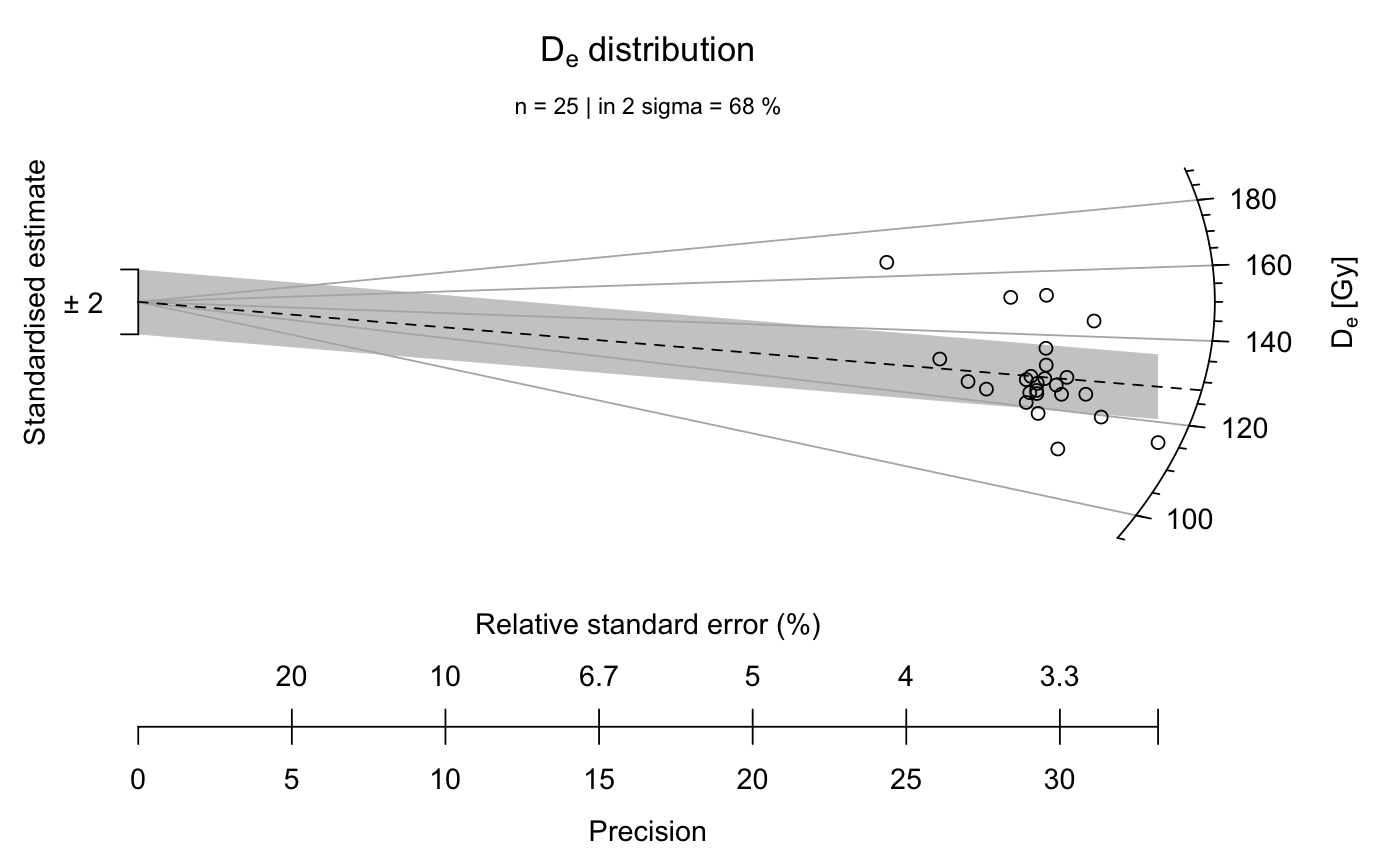 De distribution
n = 25 | in 2 sigma = 68 %
Standardised estimate
± 2
180
160
140
120
100
De [Gy]
Relative standard error (%)
20 10 6.7 5 4 3.3
0 5 10 15 20 25 30
Precision